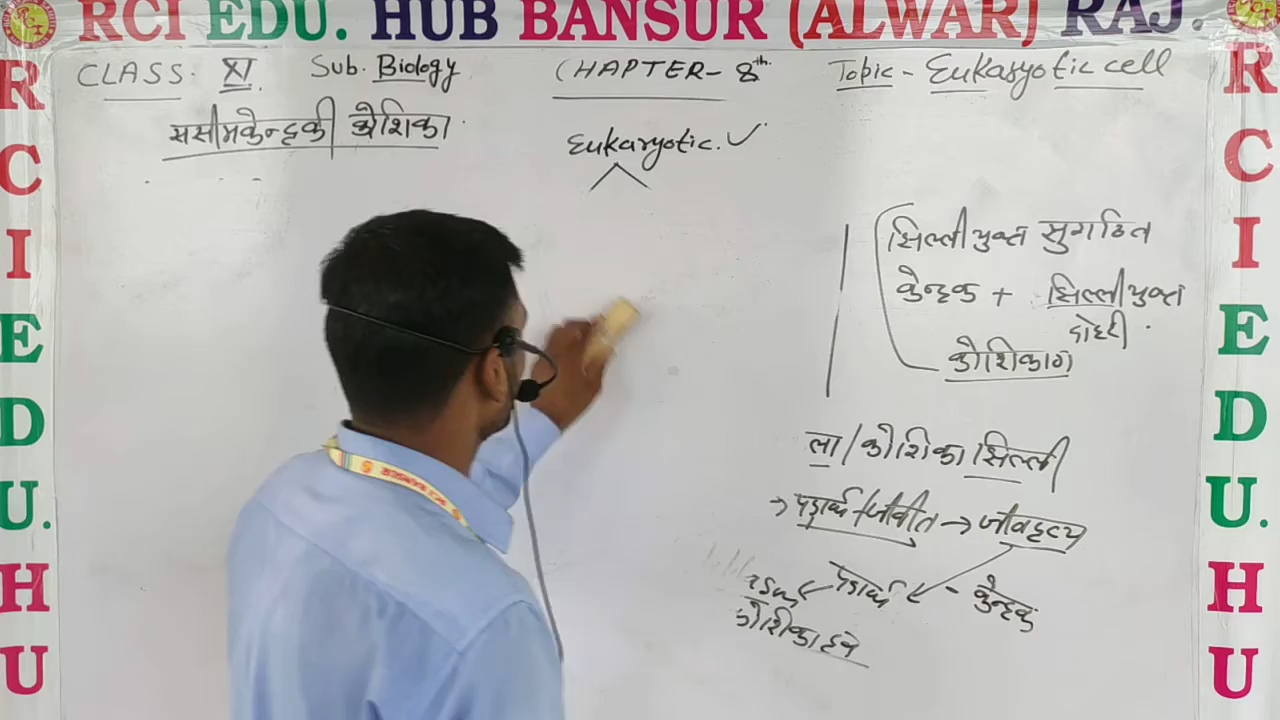 RCI EDU. HUB BANSUR (ALWAR) RAJ.
CLASS. XI Sub. Biology CHAPTER- 8th. Topic - Eukaryotic cell
ससीमकेन्द्रकी कोशिका.
Eukaryotic. ✓
झिल्लीयुक्त सुगठित
केन्द्रक + झिल्लीयुक्त
दोहरी.
कोशिकांग
ला/कोशिका झिल्ली
→ पदार्थ/जीवित → जीवद्रव्य
पदार्थ - केन्द्रक
कोशिकाद्रव्य
R
C
I
E
D
U.
H
U
R
C
I
E
D
U.
H
U